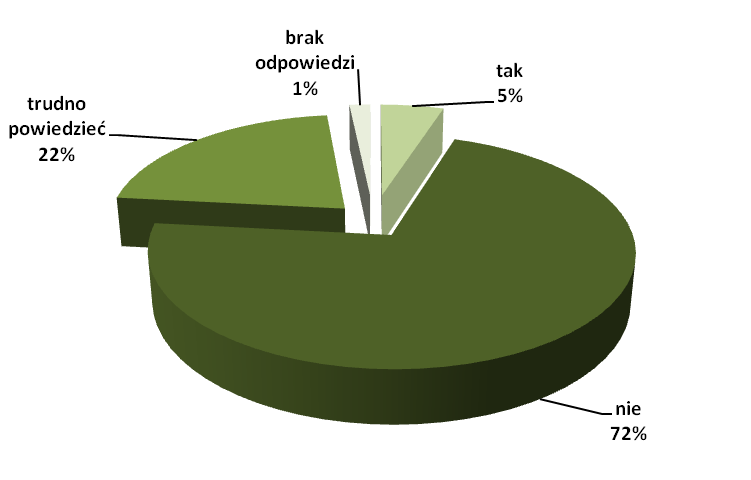 brak
odpowiedzi
1%
tak
5%
trudno
powiedzieć
22%
nie
72%